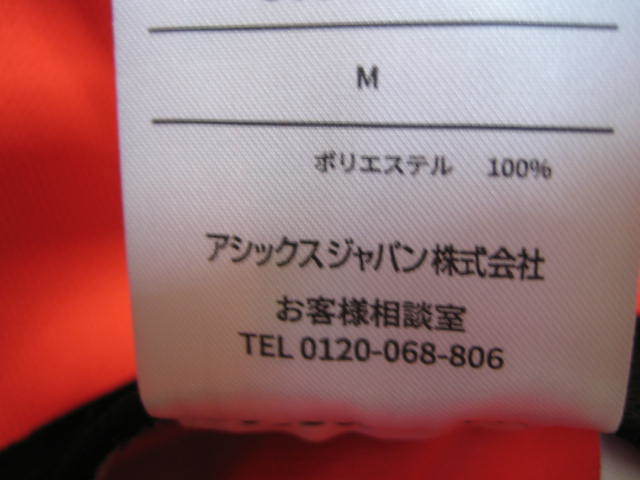 M
ポリエステル 100%
アシックスジャパン株式会社
お客様相談室
TEL 0120-068-806